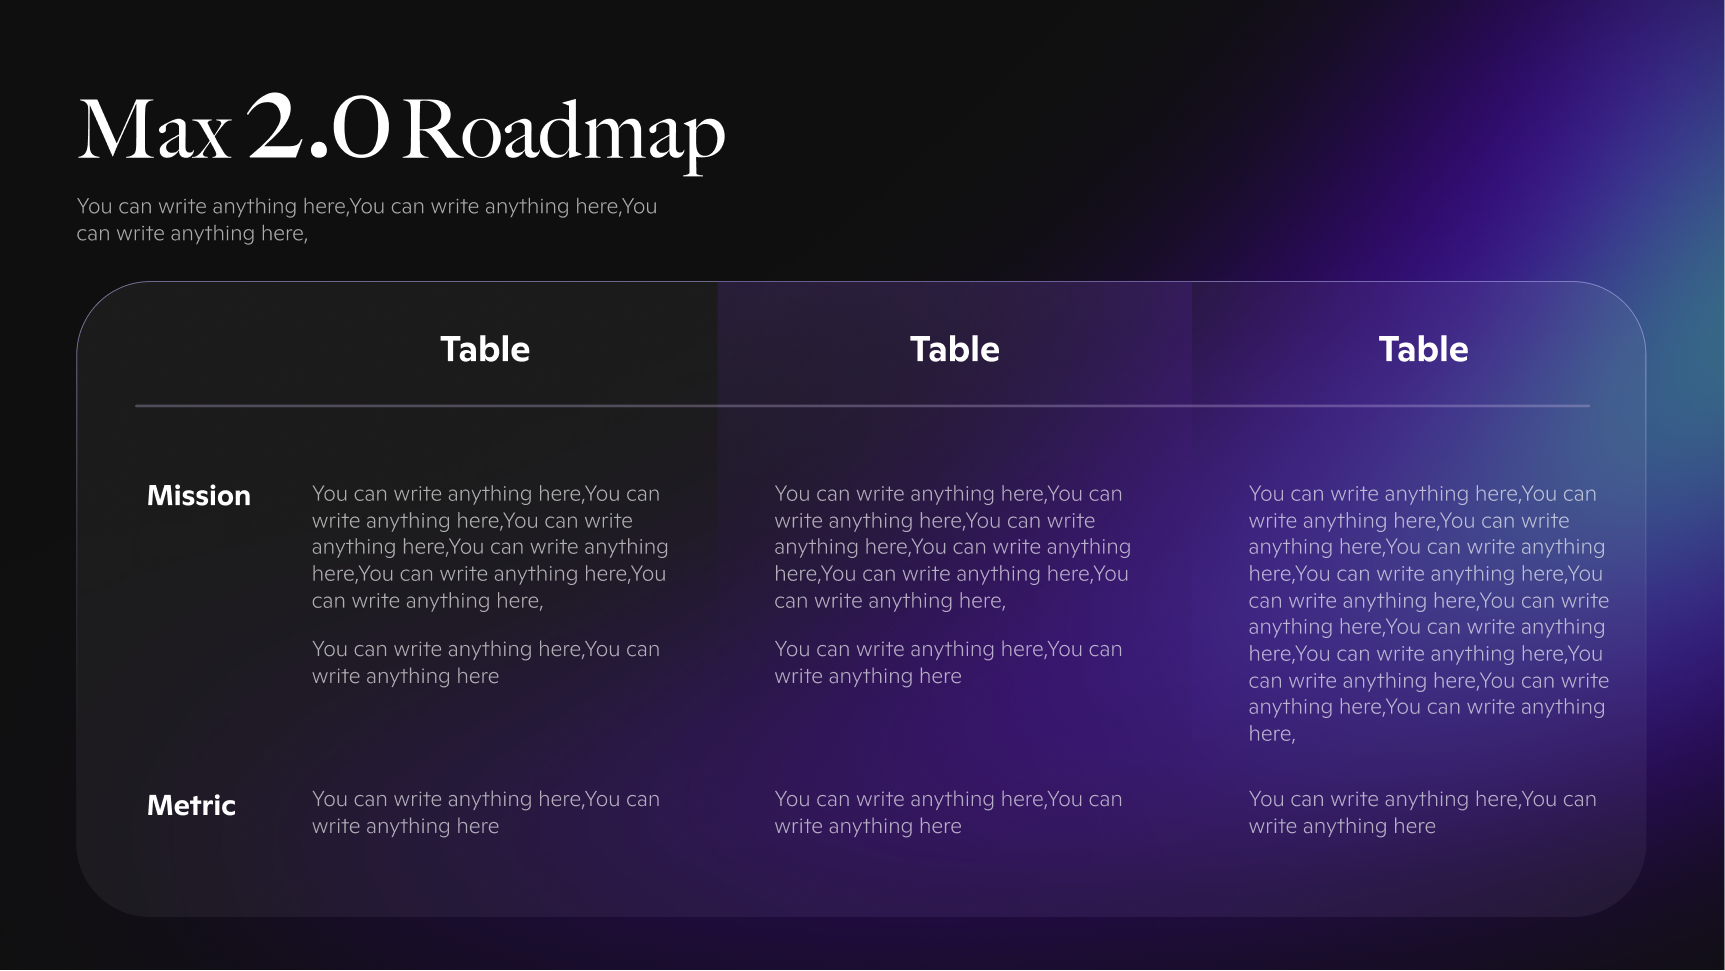 Max 2.0 Roadmap
You can write anything here,You can write anything here,You
can write anything here,
Table
Table
Table
Mission
You can write anything here,You can
write anything here,You can write
anything here,You can write anything
here,You can write anything here,You
can write anything here,
You can write anything here,You can
write anything here
You can write anything here,You can
write anything here,You can write
anything here,You can write anything
here,You can write anything here,You
can write anything here,
You can write anything here,You can
write anything here
You can write anything here,You can
write anything here,You can write
anything here,You can write anything
here,You can write anything here,You
can write anything here,You can write
anything here,You can write anything
here,You can write anything here,You
can write anything here,You can write
anything here,You can write anything
here,
Metric
You can write anything here,You can
write anything here
You can write anything here,You can
write anything here
You can write anything here,You can
write anything here